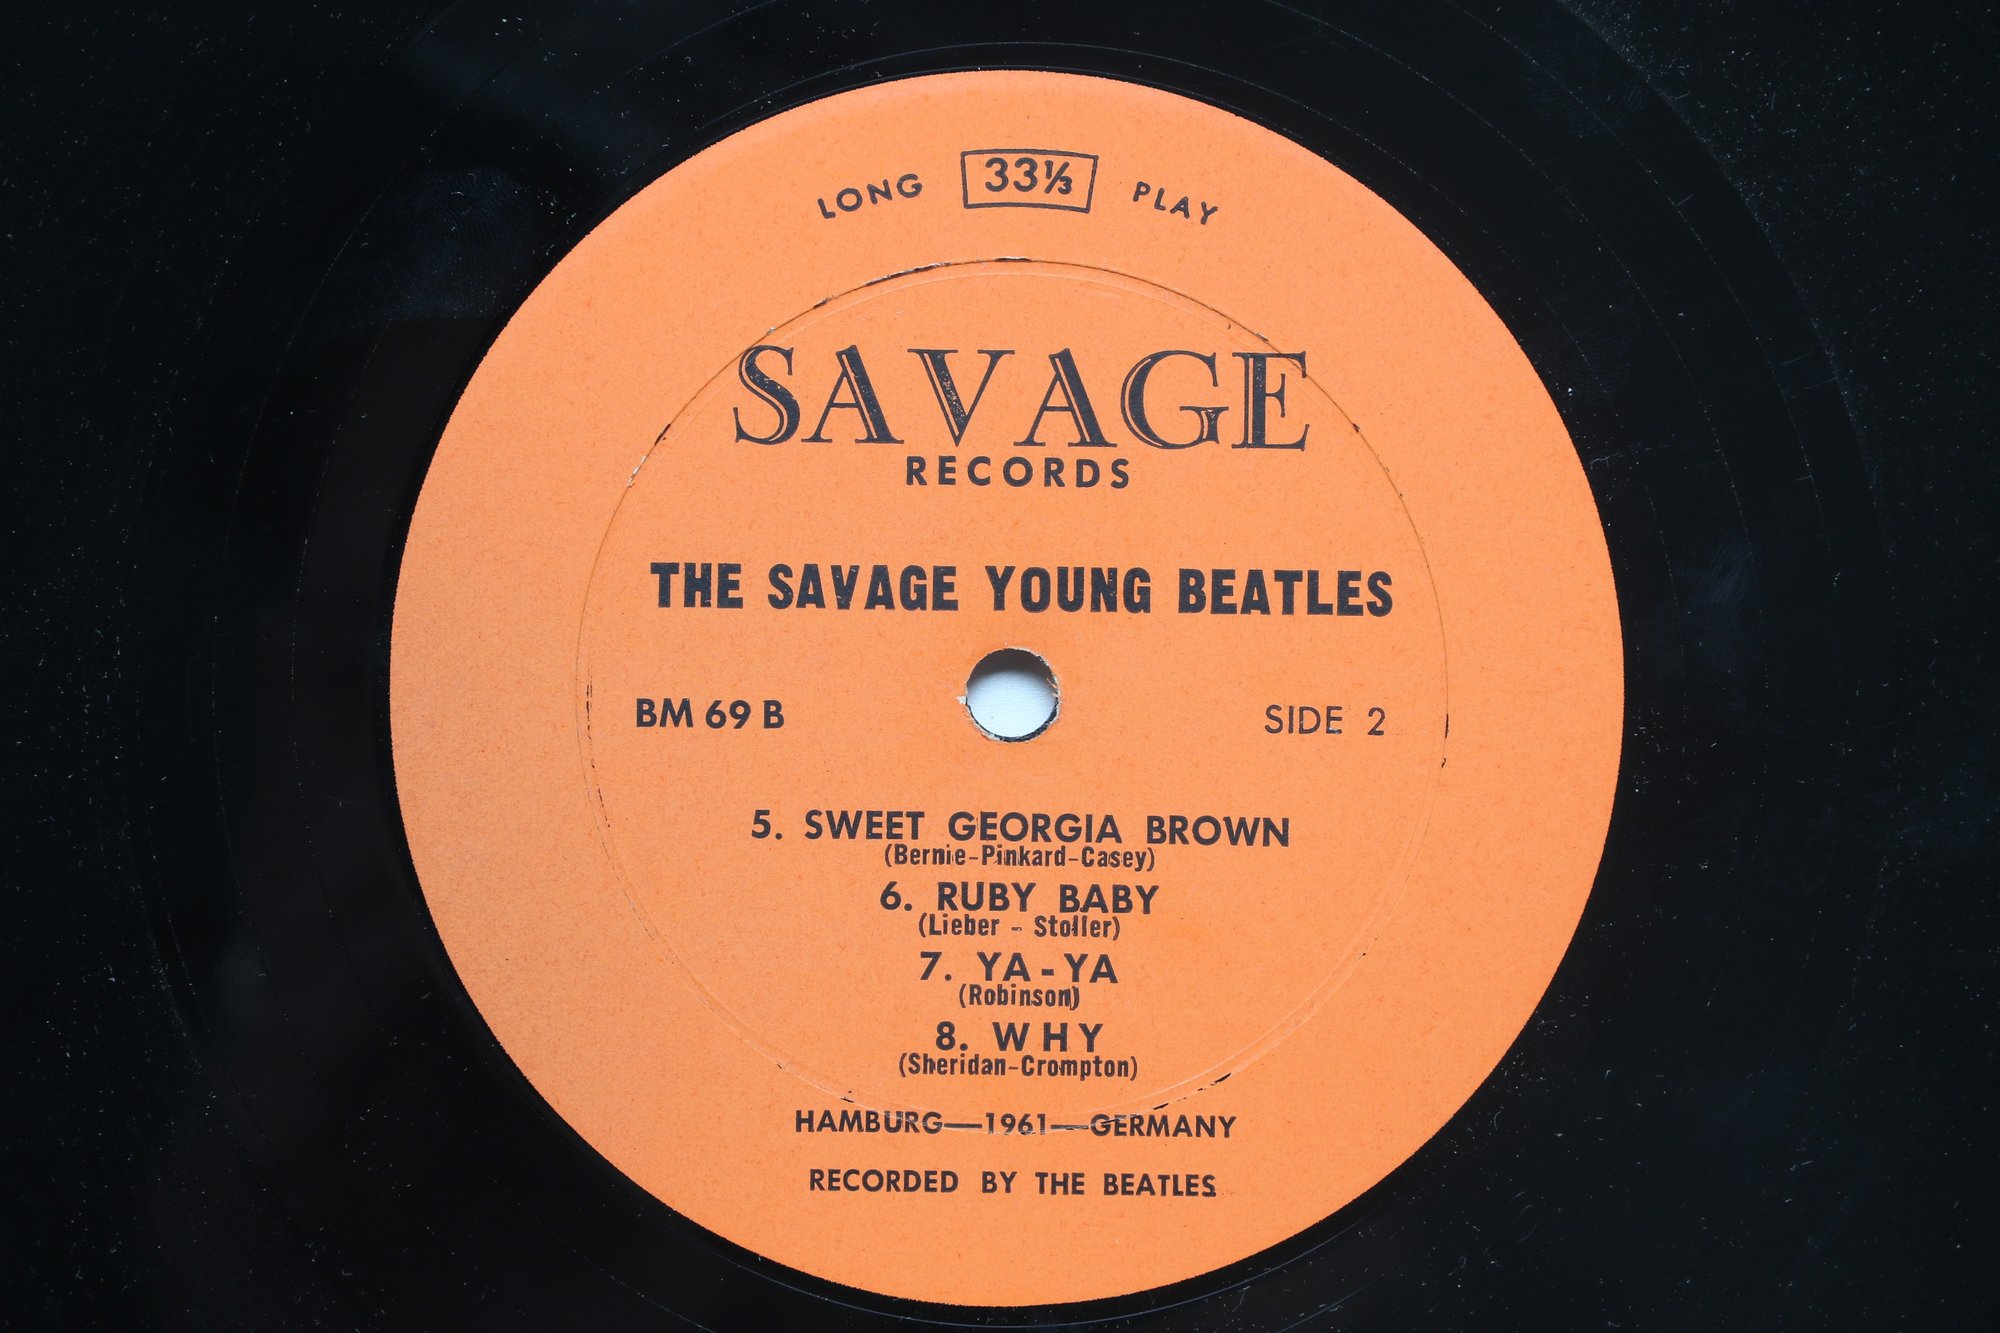 LONG 33⅓ PLAY
SAVAGE
RECORDS
THE SAVAGE YOUNG BEATLES
BM 69 B SIDE 2
5. SWEET GEORGIA BROWN
(Bernie-Pinkard-Casey)
6. RUBY BABY
(Lieber - Stoller)
7. YA-YA
(Robinson)
8. WHY
(Sheridan-Crompton)
HAMBURG—1961—GERMANY
RECORDED BY THE BEATLES